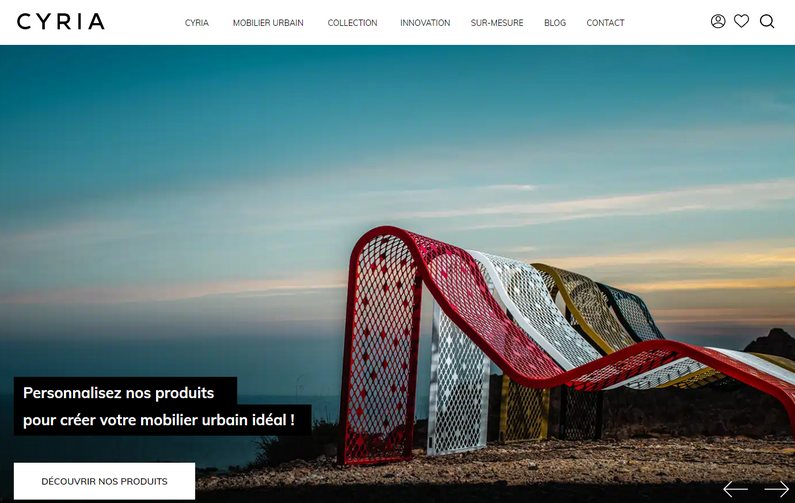 CYRIA
CYRIA MOBILIER URBAIN COLLECTION INNOVATION SUR-MESURE BLOG CONTACT
Personnalisez nos produits
pour créer votre mobilier urbain idéal !
DÉCOUVRIR NOS PRODUITS